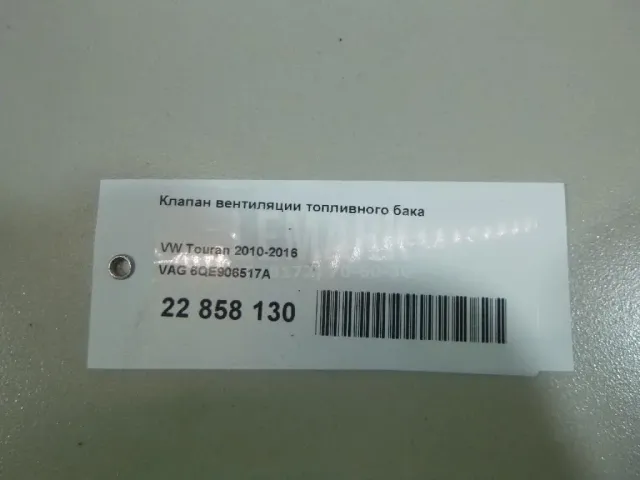 Клапан вентиляции топливного бака
VW Touran 2010-2016
VAG 6QE906517A
22 858 130